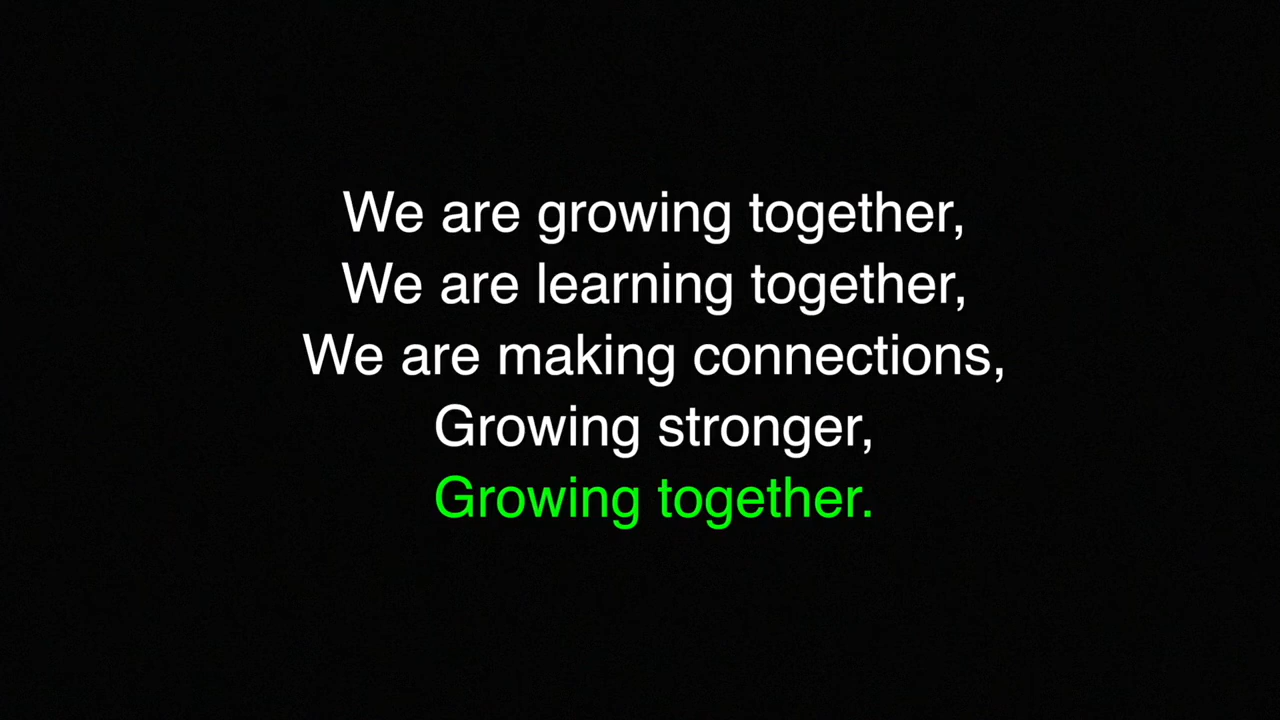 We are growing together,
We are learning together,
We are making connections,
Growing stronger,
Growing together.